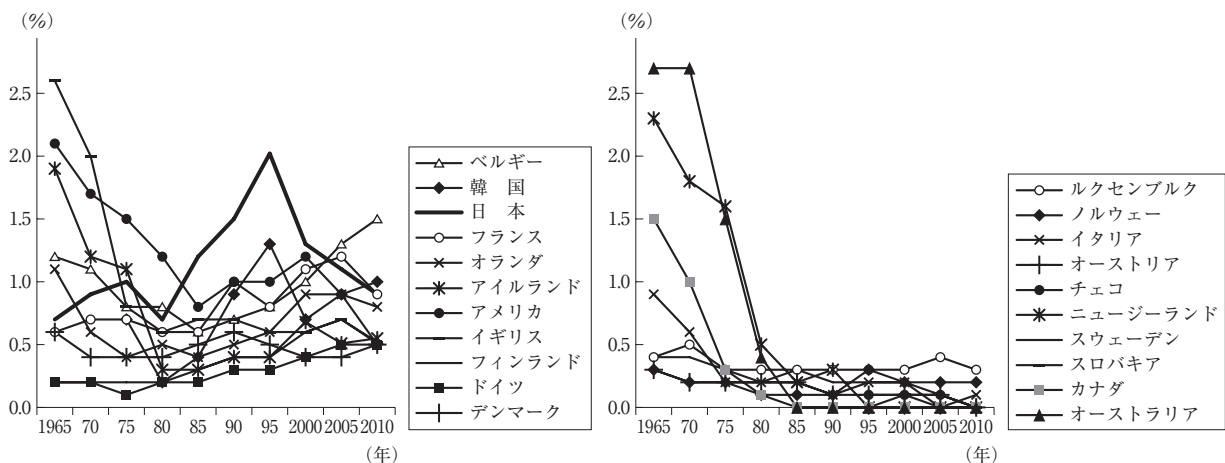 (%)
2.5
2.0
1.5
1.0
0.5
0.0
1965 70 75 80 85 90 95 2000 2005 2010
(年)
ベルギー
韓 国
日 本
フランス
オランダ
アイルランド
アメリカ
イギリス
フィンランド
ドイツ
デンマーク
(%)
2.5
2.0
1.5
1.0
0.5
0.0
1965 70 75 80 85 90 95 2000 2005 2010
(年)
ルクセンブルク
ノルウェー
イタリア
オーストリア
チェコ
ニュージーランド
スウェーデン
スロバキア
カナダ
オーストラリア